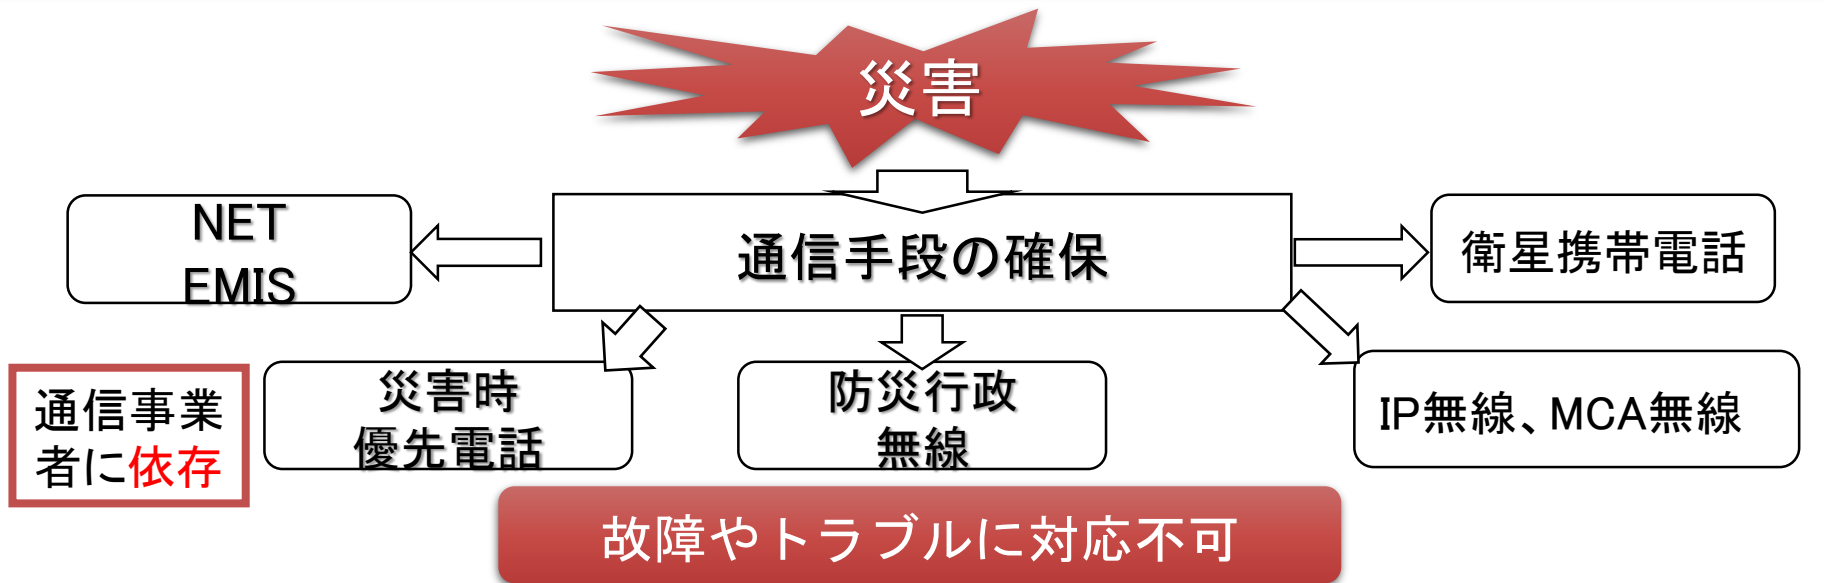 災害
NET
EMIS
通信手段の確保
衛星携帯電話
通信事業
者に依存
災害時
優先電話
防災行政
無線
IP無線、MCA無線
故障やトラブルに対応不可